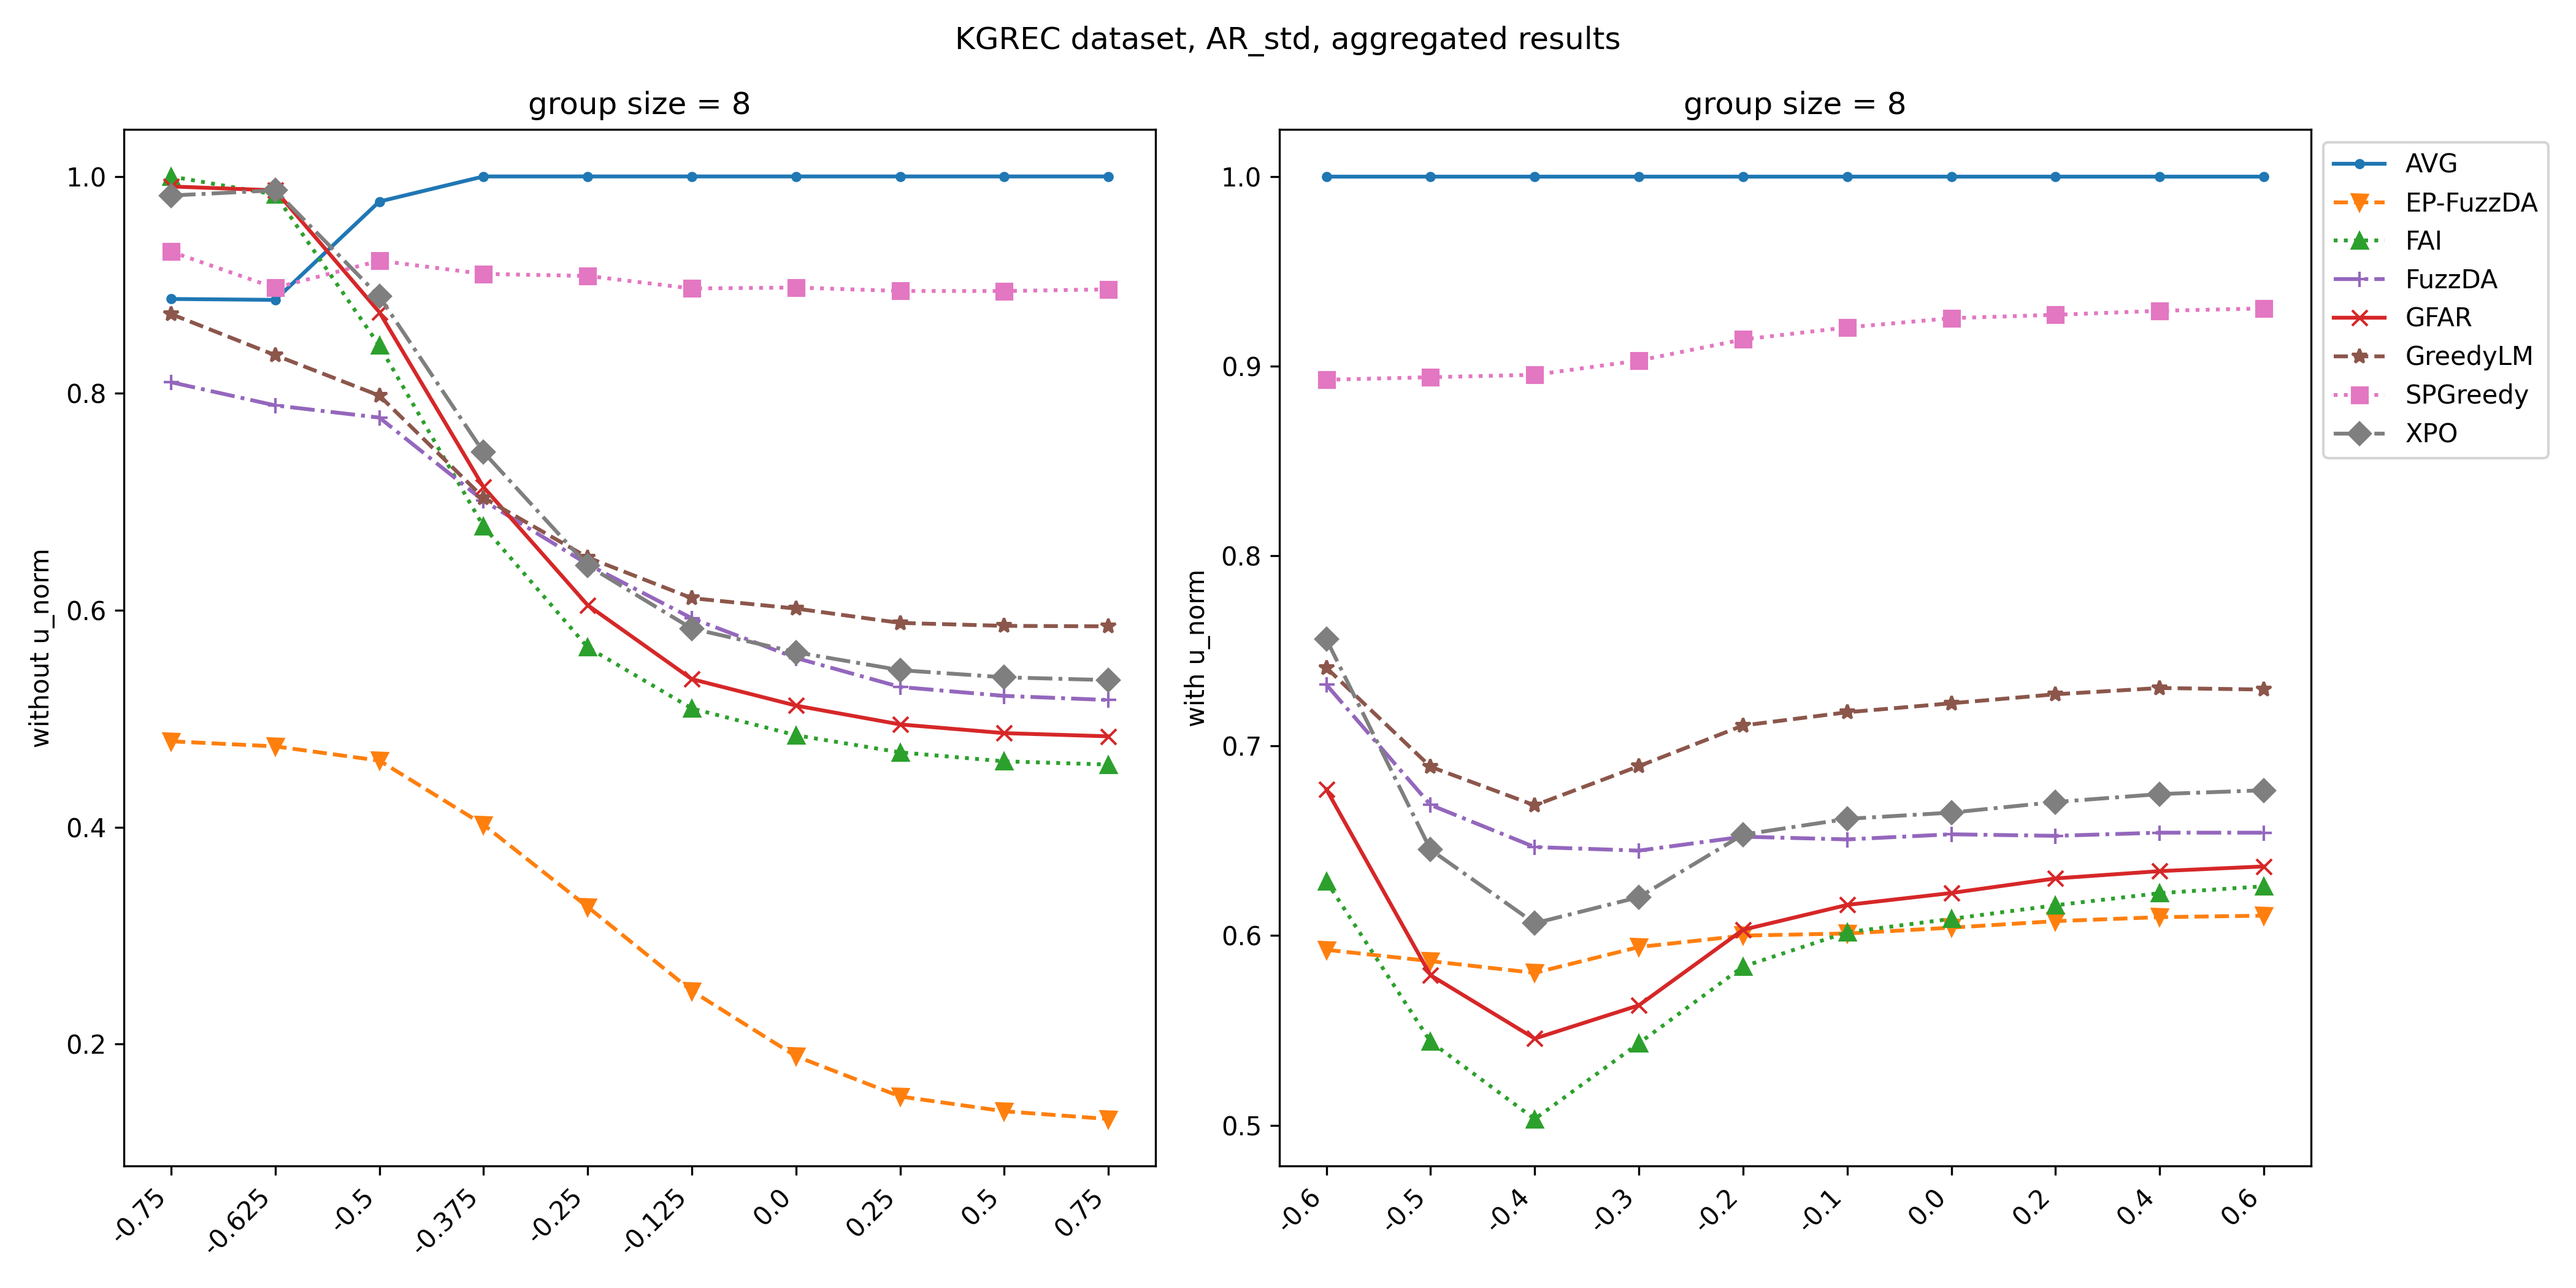 KGREC dataset, AR_std, aggregated results
group size = 8
without u_norm
1.0
0.8
0.6
0.4
0.2
-0.75
-0.625
-0.5
-0.375
-0.25
-0.125
0.0
0.25
0.5
0.75
group size = 8
with u_norm
1.0
0.9
0.8
0.7
0.6
0.5
-0.6
-0.5
-0.4
-0.3
-0.2
-0.1
0.0
0.2
0.4
0.6
AVG
EP-FuzzDA
FAI
FuzzDA
GFAR
GreedyLM
SPGreedy
XPO